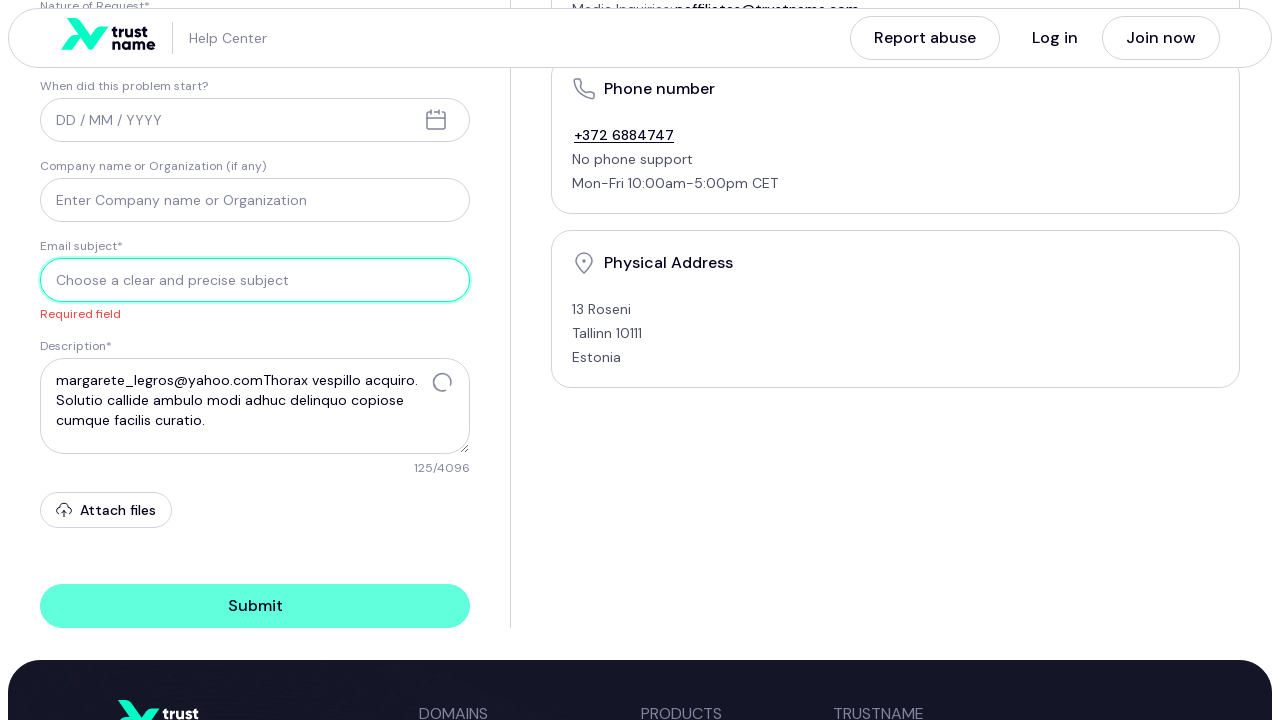 Nature of Request*
Media Inquiries: naffiliates@trustname.com
trust
name
Help Center
Report abuse
Log in
Join now
When did this problem start?
DD / MM / YYYY
Company name or Organization (if any)
Enter Company name or Organization
Email subject*
Choose a clear and precise subject
Required field
Description*
margarete_legros@yahoo.comThorax vespillo acquiro.
Solutio callide ambulo modi adhuc delinquo copiose
cumque facilis curatio.
125/4096
Attach files
Submit
Phone number
+372 6884747
No phone support
Mon-Fri 10:00am-5:00pm CET
Physical Address
13 Roseni
Tallinn 10111
Estonia
trust
DOMAINS
PRODUCTS
TRUSTNAME